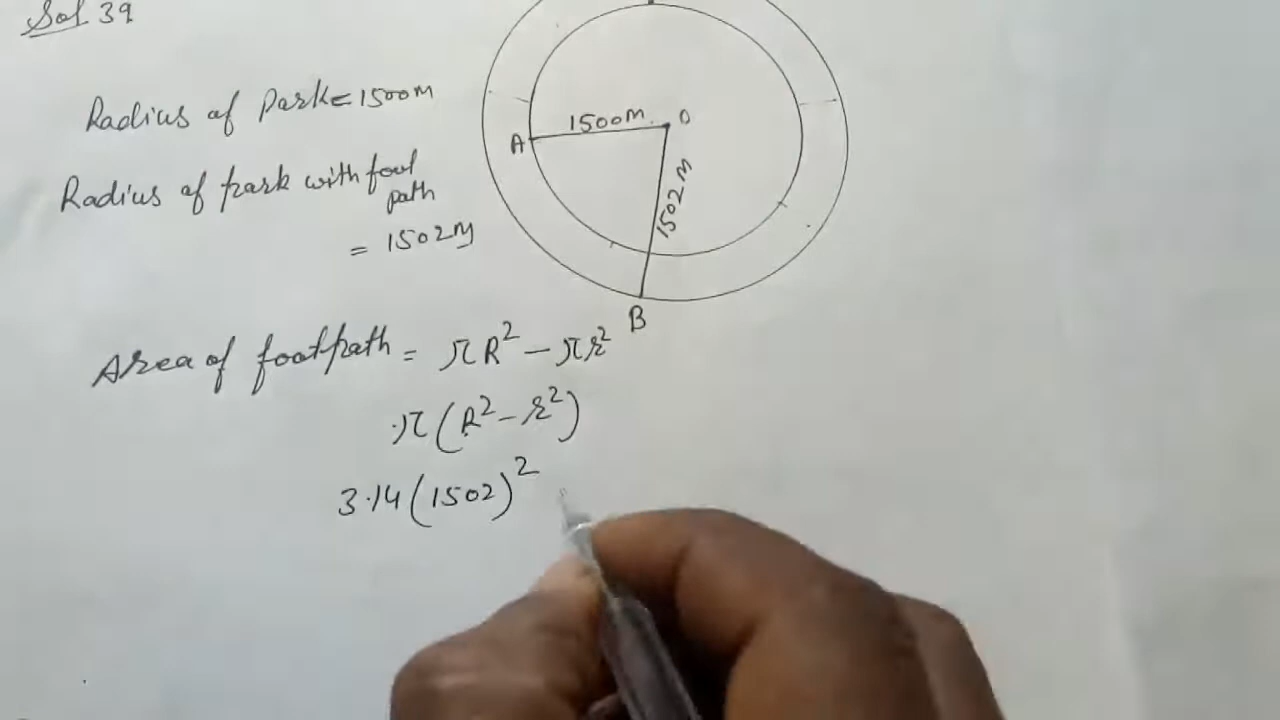 Sol 39
Radius of Park = 1500m
Radius of park with foot
path
= 1502m
1500m
O
A
1502m
B
Area of footpath = πR² - πr²
π(R² - r²)
3.14(1502)²